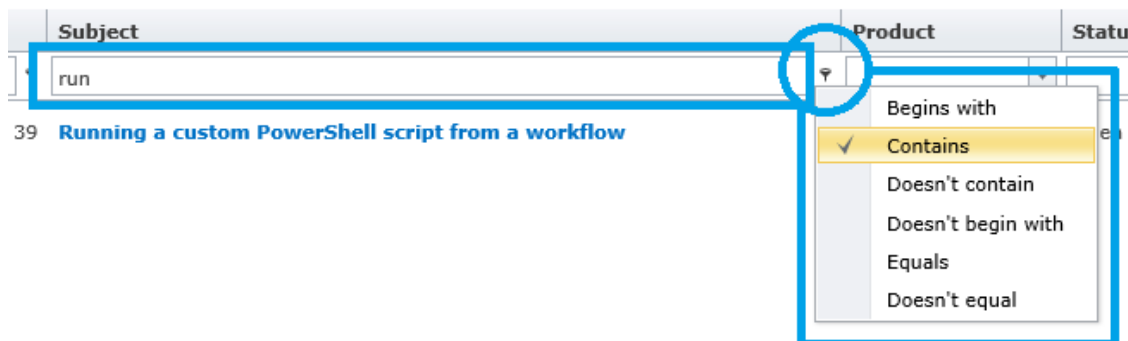 Subject
Product
Statu
run
39 Running a custom PowerShell script from a workflow
Begins with
Contains
Doesn't contain
Doesn't begin with
Equals
Doesn't equal